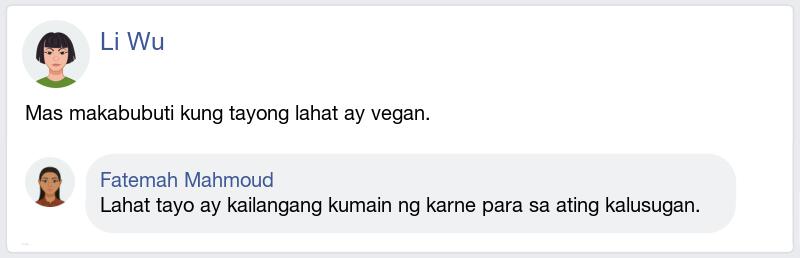 Li Wu
Mas makabubuti kung tayong lahat ay vegan.
Fatemah Mahmoud
Lahat tayo ay kailangang kumain ng karne para sa ating kalusugan.